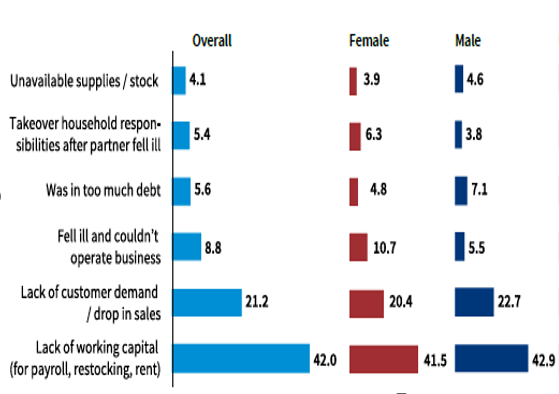 Overall Female Male
Unavailable supplies / stock 4.1 3.9 4.6
Takeover household respon-
sibilities after partner fell ill 5.4 6.3 3.8
Was in too much debt 5.6 4.8 7.1
Fell ill and couldn't
operate business 8.8 10.7 5.5
Lack of customer demand
/ drop in sales 21.2 20.4 22.7
Lack of working capital
(for payroll, restocking, rent) 42.0 41.5 42.9